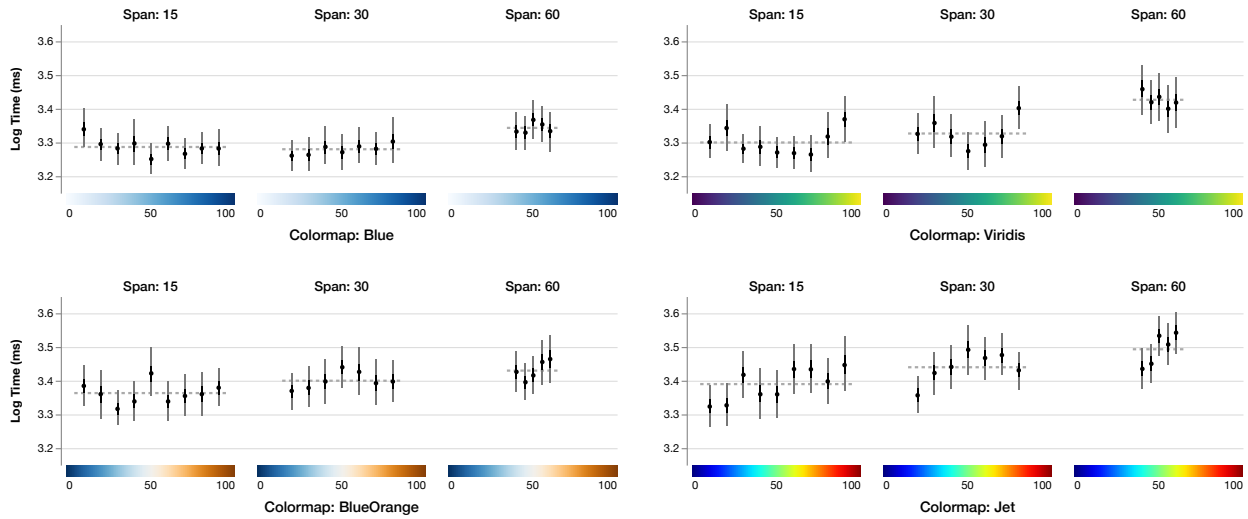 Span: 15 Span: 30 Span: 60
Log Time (ms)
3.6
3.5
3.4
3.3
3.2
0 50 100 0 50 100 0 50 100
Colormap: Blue
Span: 15 Span: 30 Span: 60
3.6
3.5
3.4
3.3
3.2
0 50 100 0 50 100 0 50 100
Colormap: Viridis
Span: 15 Span: 30 Span: 60
Log Time (ms)
3.6
3.5
3.4
3.3
3.2
0 50 100 0 50 100 0 50 100
Colormap: BlueOrange
Span: 15 Span: 30 Span: 60
3.6
3.5
3.4
3.3
3.2
0 50 100 0 50 100 0 50 100
Colormap: Jet